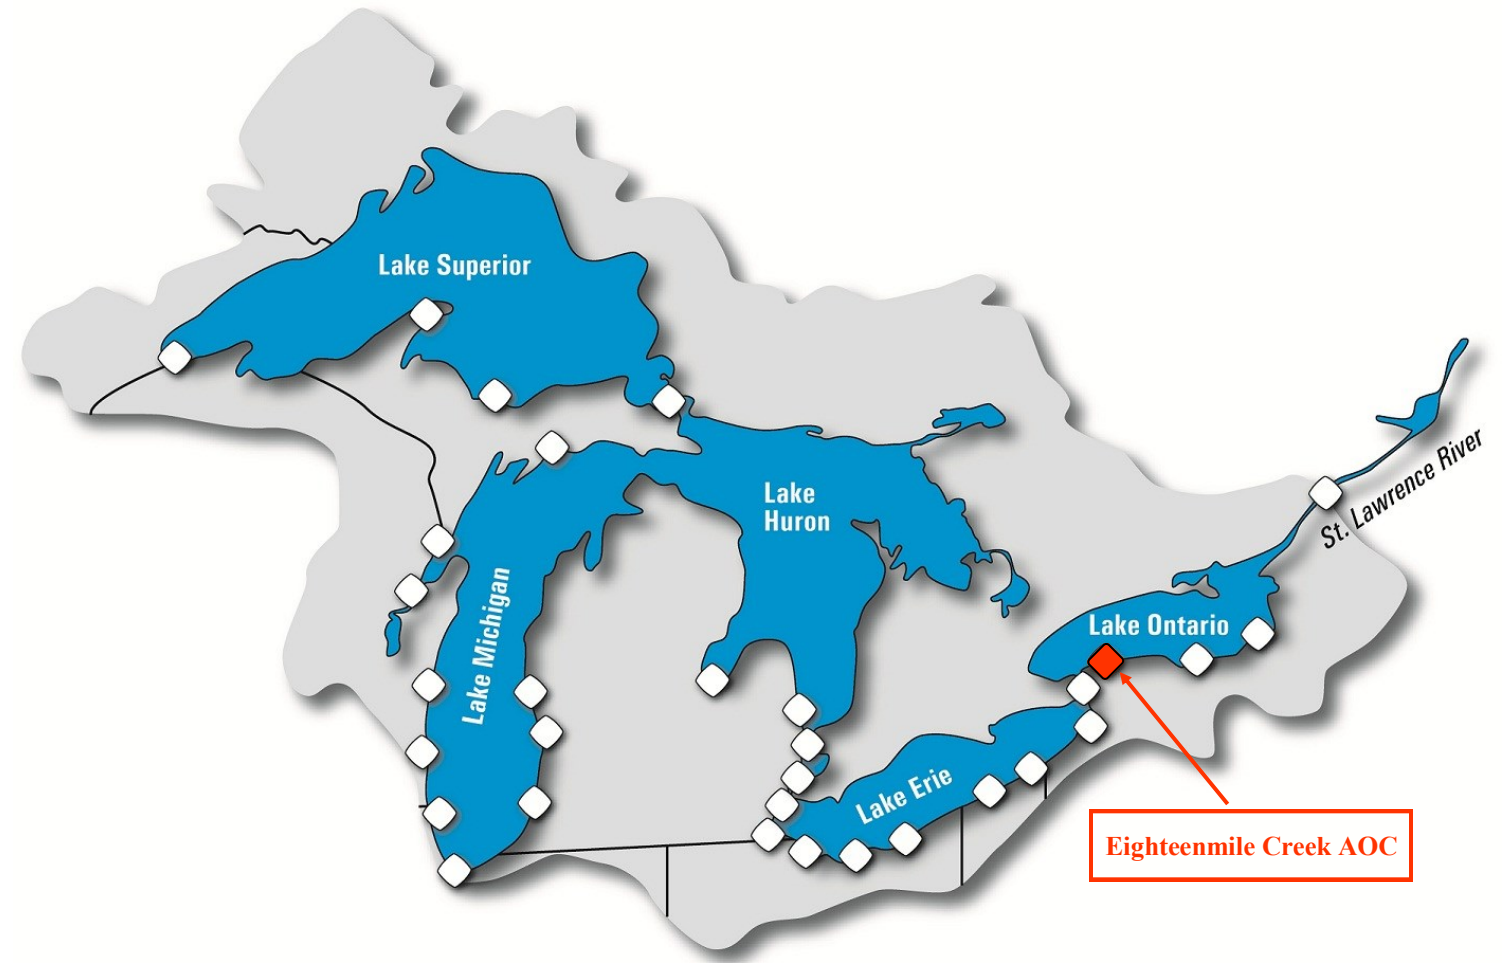 Lake Superior
Lake
Huron
Lake Michigan
St. Lawrence River
Lake Ontario
Lake Erie
Eighteenmile Creek AOC